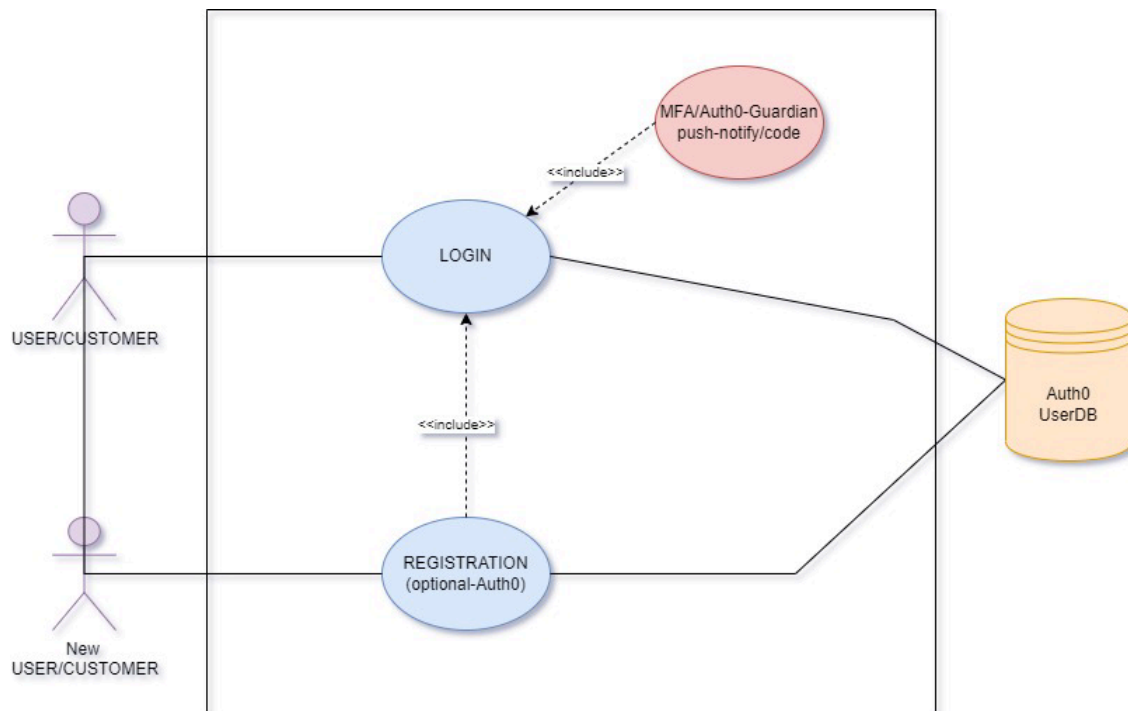 MFA/Auth0-Guardian
push-notify/code
<<include>>
LOGIN
USER/CUSTOMER
Auth0
UserDB
<<include>>
REGISTRATION
(optional-Auth0)
New
USER/CUSTOMER